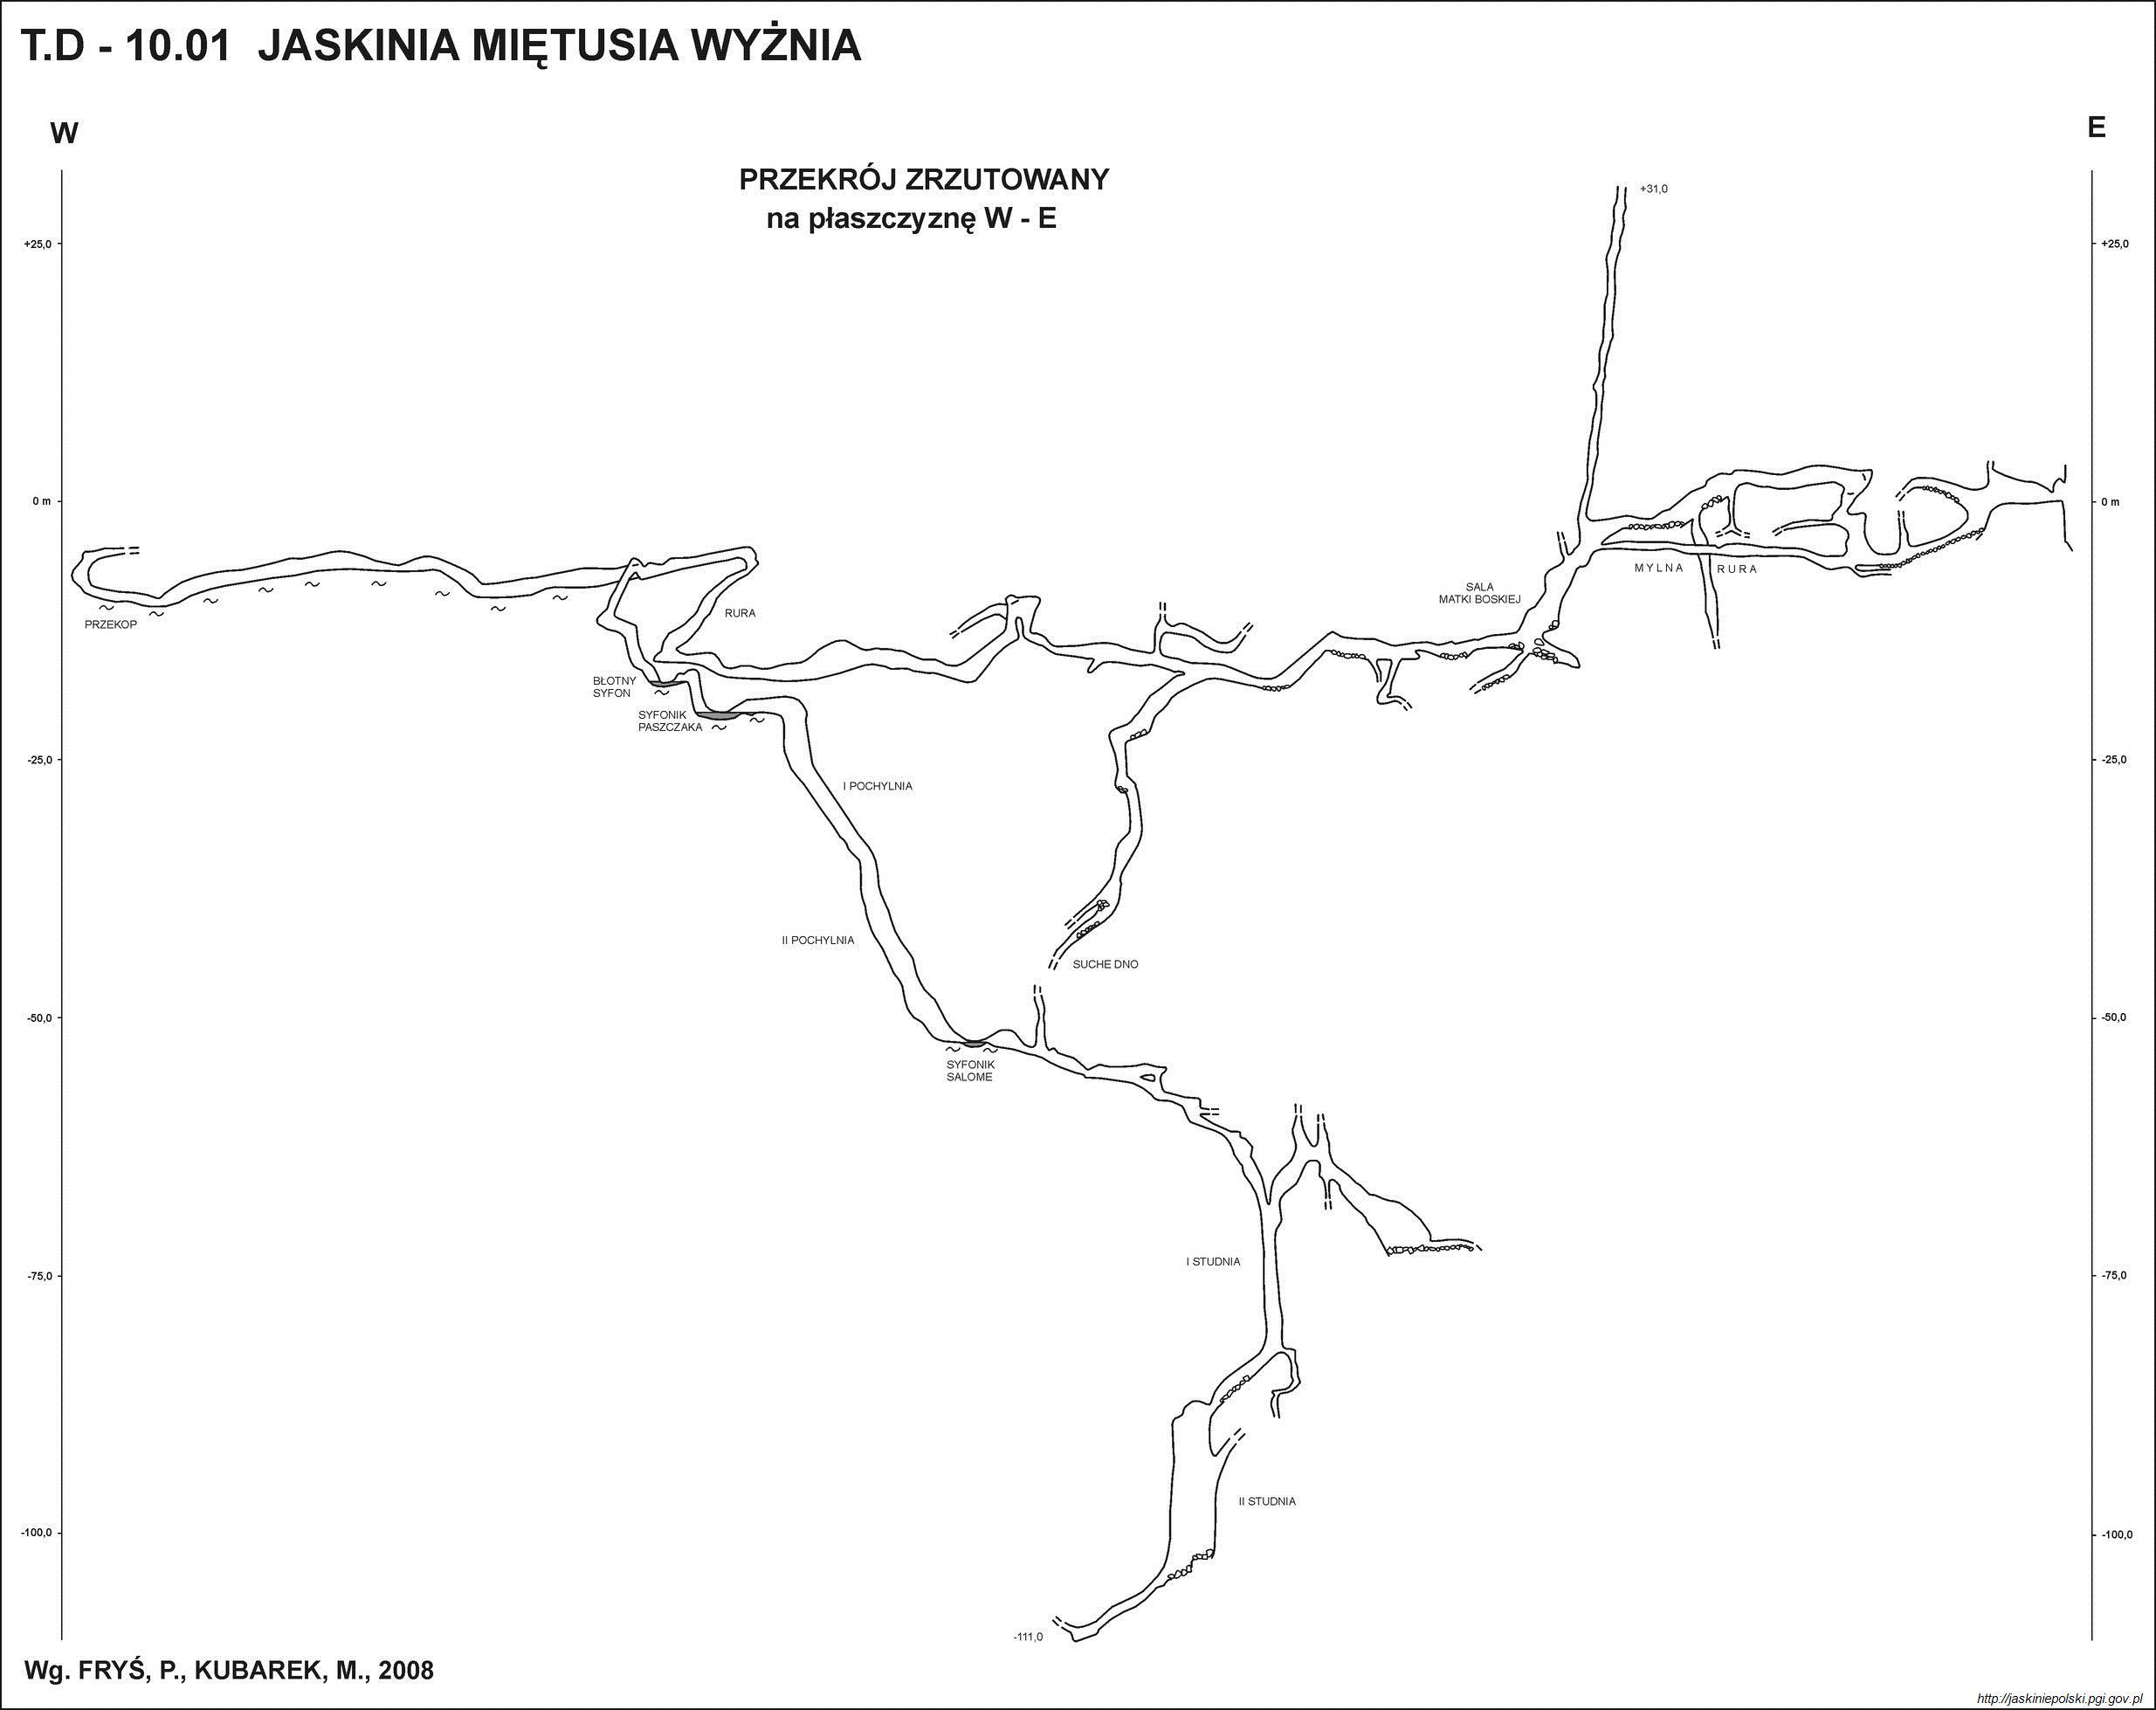 T.D - 10.01 JASKINIA MIĘTUSIA WYŻNIA
W
E
PRZEKRÓJ ZRZUTOWANY
na płaszczyznę W - E
+31,0
+25,0
+25,0
0 m
0 m
MYLNA RURA
SALA
MATKI BOSKIEJ
RURA
PRZEKOP
BŁOTNY
SYFON
SYFONIK
PASZCZAKA
-25,0
-25,0
I POCHYLNIA
II POCHYLNIA
SUCHE DNO
-50,0
-50,0
SYFONIK
SALOME
I STUDNIA
-75,0
-75,0
II STUDNIA
-100,0
-100,0
-111,0
Wg. FRYŚ, P., KUBAREK, M., 2008
http://jaskiniepolski.pgi.gov.pl